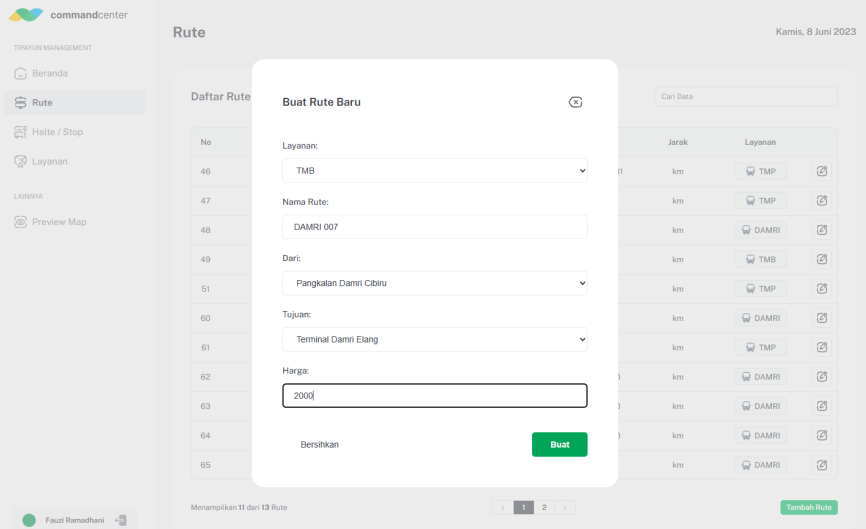 commandcenter
TIPAYUN MANAGEMENT
Beranda
Rute
Halte / Stop
Layanan
LAINNYA
Preview Map
Fauzi Ramadhani
Rute
Kamis, 8 Juni 2023
Daftar Rute
Cari Data
No
Jarak
Layanan
46
km
TMP
47
km
TMP
48
km
DAMRI
49
km
TMB
51
km
TMP
60
km
DAMRI
61
km
TMP
62
km
DAMRI
63
km
DAMRI
64
km
DAMRI
65
km
DAMRI
Menampilkan 11 dari 13 Rute
< 1 2 >
Tambah Rute
Buat Rute Baru
Layanan:
TMB
Nama Rute:
DAMRI 007
Dari:
Pangkalan Damri Cibiru
Tujuan:
Terminal Damri Elang
Harga:
2000
Bersihkan
Buat